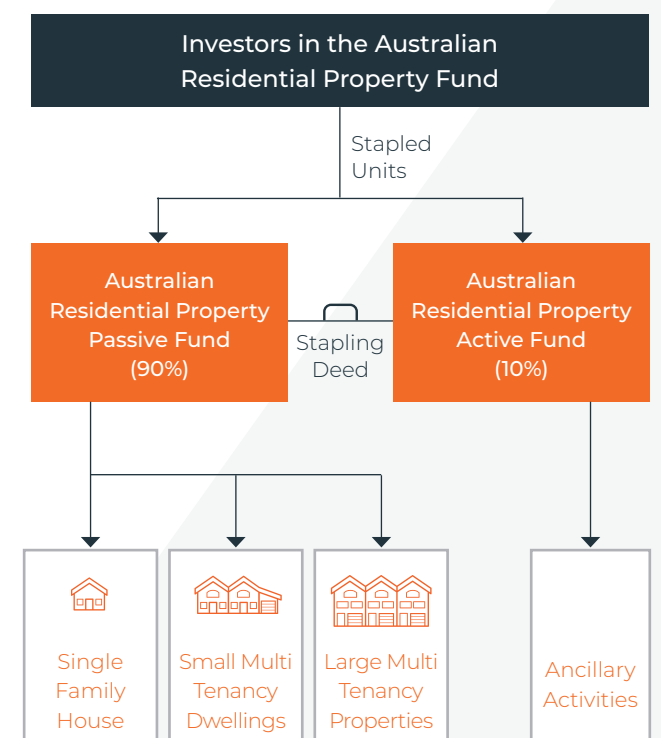 Investors in the Australian
Residential Property Fund
Stapled
Units
Australian
Residential Property
Passive Fund
(90%)
Stapling
Deed
Australian
Residential Property
Active Fund
(10%)
Single
Family
House
Small Multi
Tenancy
Dwellings
Large Multi
Tenancy
Properties
Ancillary
Activities